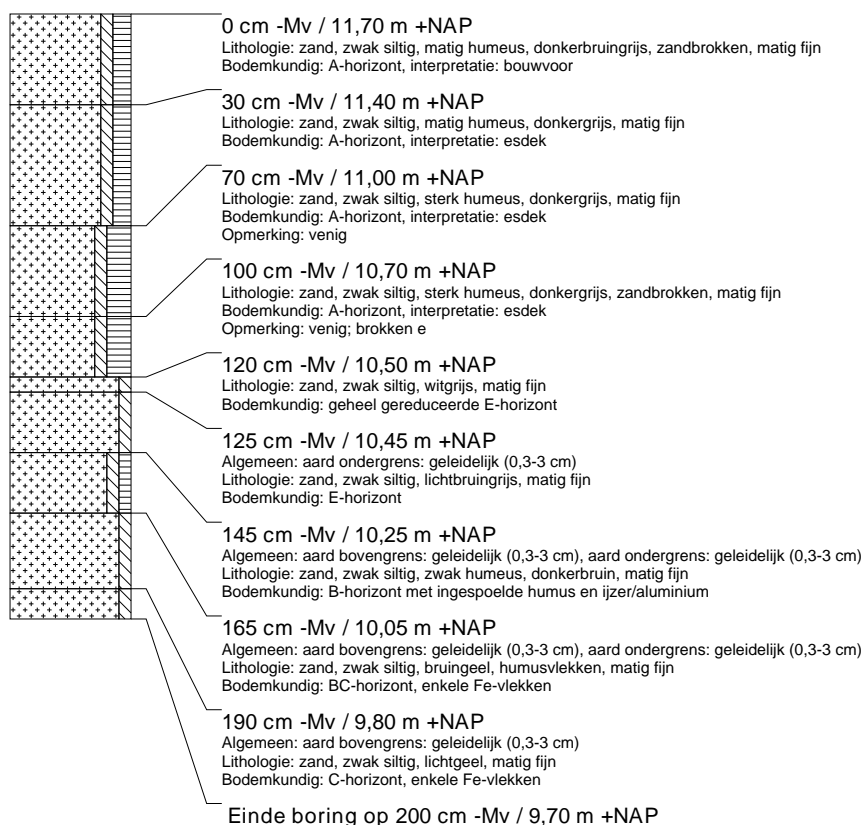 0 cm -Mv / 11,70 m +NAP
Lithologie: zand, zwak siltig, matig humeus, donkerbruingrijs, zandbrokken, matig fijn
Bodemkundig: A-horizont, interpretatie: bouwvoor
30 cm -Mv / 11,40 m +NAP
Lithologie: zand, zwak siltig, matig humeus, donkergrijs, matig fijn
Bodemkundig: A-horizont, interpretatie: esdek
70 cm -Mv / 11,00 m +NAP
Lithologie: zand, zwak siltig, sterk humeus, donkergrijs, matig fijn
Bodemkundig: A-horizont, interpretatie: esdek
Opmerking: venig
100 cm -Mv / 10,70 m +NAP
Lithologie: zand, zwak siltig, sterk humeus, donkergrijs, zandbrokken, matig fijn
Bodemkundig: A-horizont, interpretatie: esdek
Opmerking: venig; brokken e
120 cm -Mv / 10,50 m +NAP
Lithologie: zand, zwak siltig, witgrijs, matig fijn
Bodemkundig: geheel gereduceerde E-horizont
125 cm -Mv / 10,45 m +NAP
Algemeen: aard ondergrens: geleidelijk (0,3-3 cm)
Lithologie: zand, zwak siltig, lichtbruingrijs, matig fijn
Bodemkundig: E-horizont
145 cm -Mv / 10,25 m +NAP
Algemeen: aard bovengrens: geleidelijk (0,3-3 cm), aard ondergrens: geleidelijk (0,3-3 cm)
Lithologie: zand, zwak siltig, zwak humeus, donkerbruin, matig fijn
Bodemkundig: B-horizont met ingespoelde humus en ijzer/aluminium
165 cm -Mv / 10,05 m +NAP
Algemeen: aard bovengrens: geleidelijk (0,3-3 cm), aard ondergrens: geleidelijk (0,3-3 cm)
Lithologie: zand, zwak siltig, bruingeel, humusvlekken, matig fijn
Bodemkundig: BC-horizont, enkele Fe-vlekken
190 cm -Mv / 9,80 m +NAP
Algemeen: aard bovengrens: geleidelijk (0,3-3 cm)
Lithologie: zand, zwak siltig, lichtgeel, matig fijn
Bodemkundig: C-horizont, enkele Fe-vlekken
Einde boring op 200 cm -Mv / 9,70 m +NAP